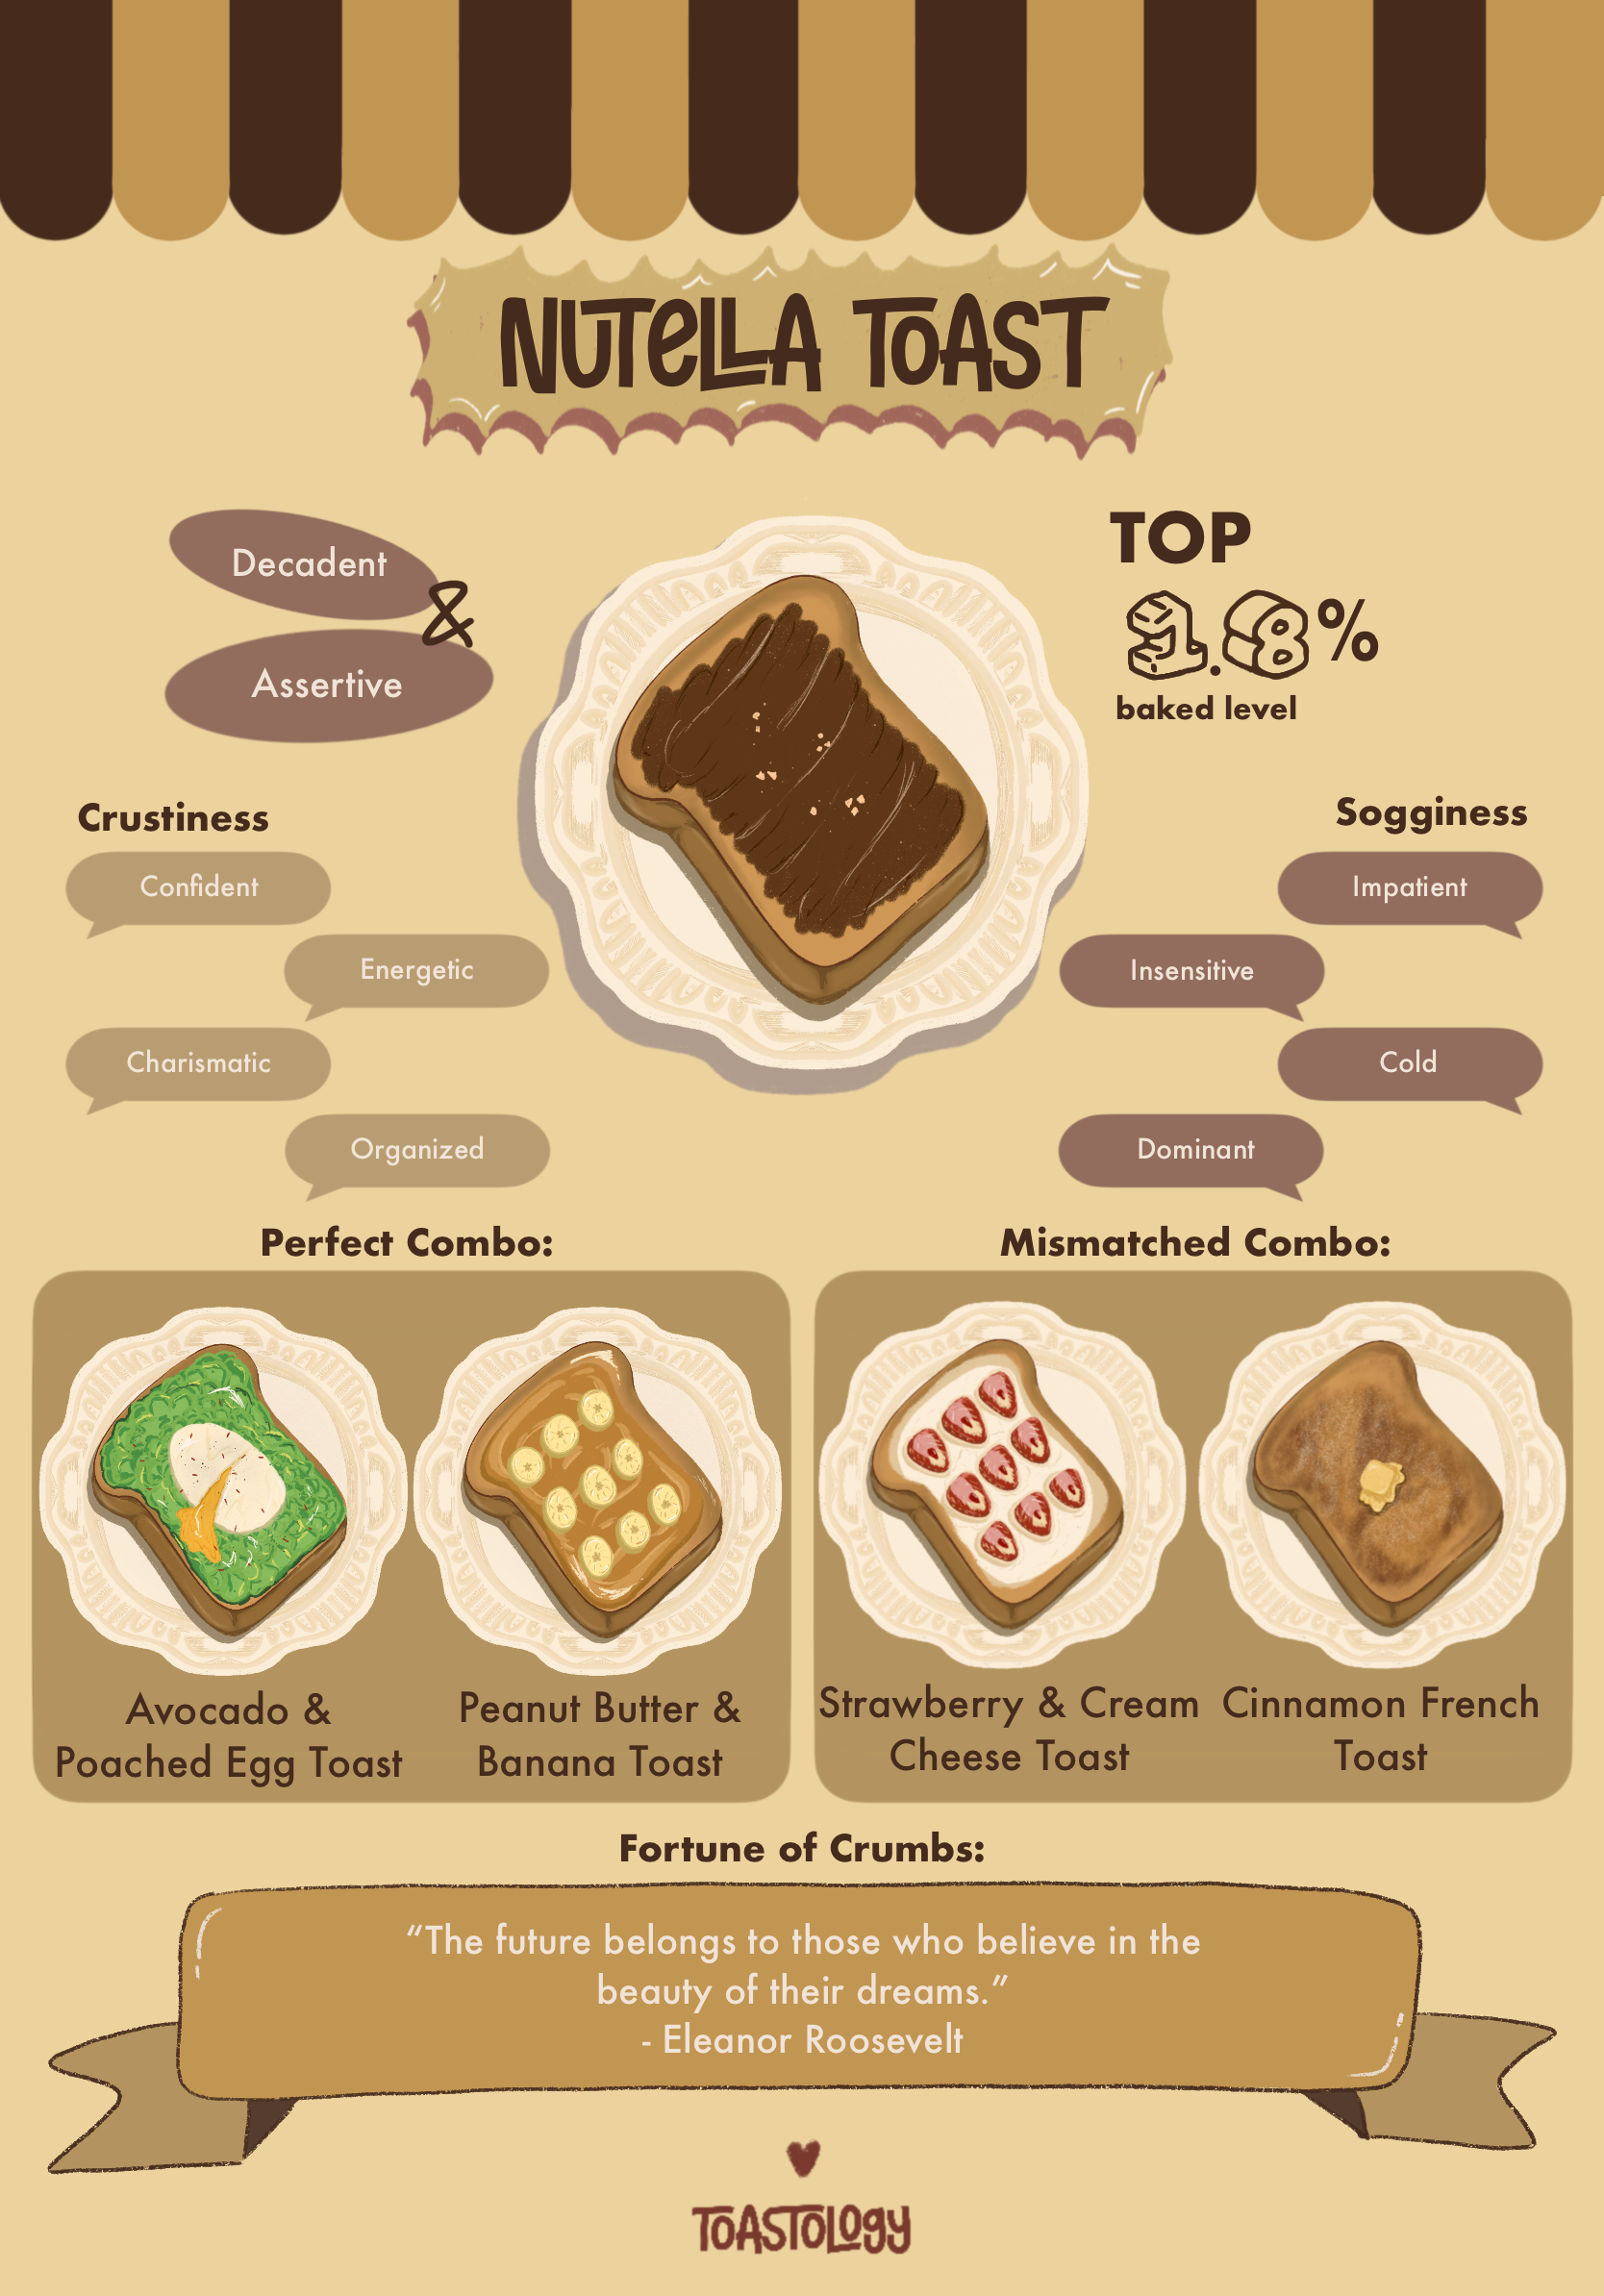 NUTELLA TOAST
Decadent
&
Assertive
TOP
1.8%
baked level
Crustiness
Confident
Energetic
Charismatic
Organized
Sogginess
Impatient
Insensitive
Cold
Dominant
Perfect Combo:
Avocado &
Poached Egg Toast
Peanut Butter &
Banana Toast
Mismatched Combo:
Strawberry & Cream
Cheese Toast
Cinnamon French
Toast
Fortune of Crumbs:
“The future belongs to those who believe in the
beauty of their dreams.”
- Eleanor Roosevelt
TOASTOLOGY